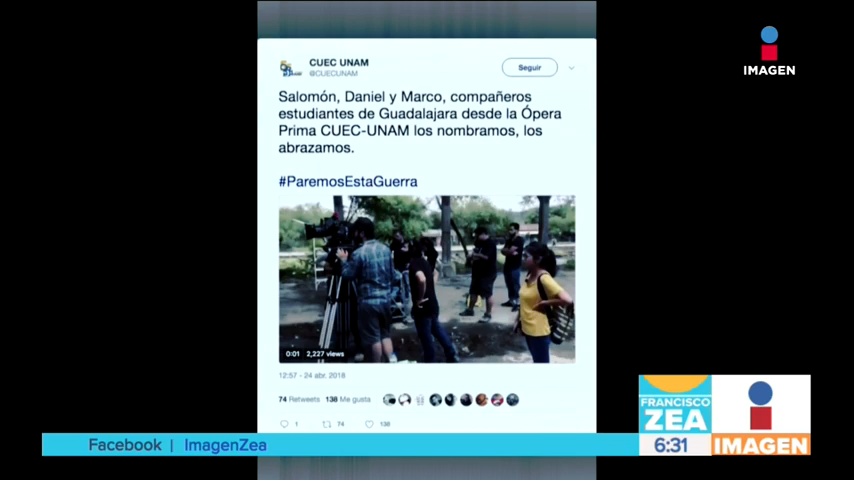 CUEC UNAM
@CUECUNAM
Seguir
Salomón, Daniel y Marco, compañeros
estudiantes de Guadalajara desde la Ópera
Prima CUEC-UNAM los nombramos, los
abrazamos.
#ParemosEstaGuerra
0:01 2,227 views
12:57 - 24 abr. 2018
74 Retweets 138 Me gusta
1 74 138
IMAGEN
FRANCISCO
ZEA
6:31
IMAGEN
Facebook | ImagenZea